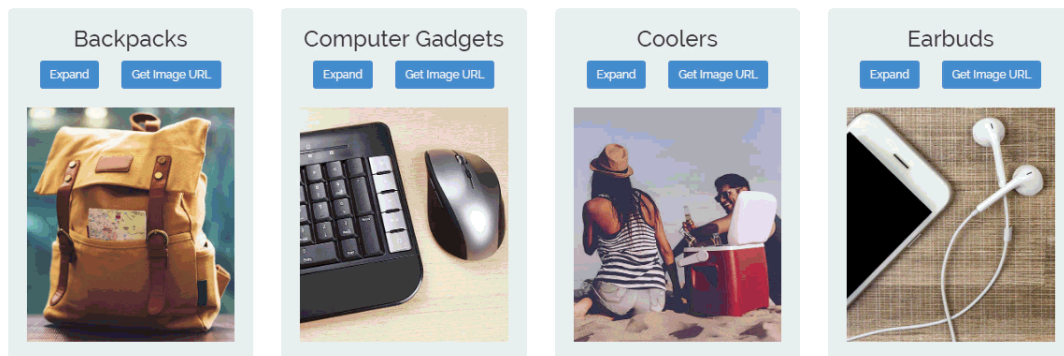 Backpacks
Expand
Get Image URL
Computer Gadgets
Expand
Get Image URL
Coolers
Expand
Get Image URL
Earbuds
Expand
Get Image URL